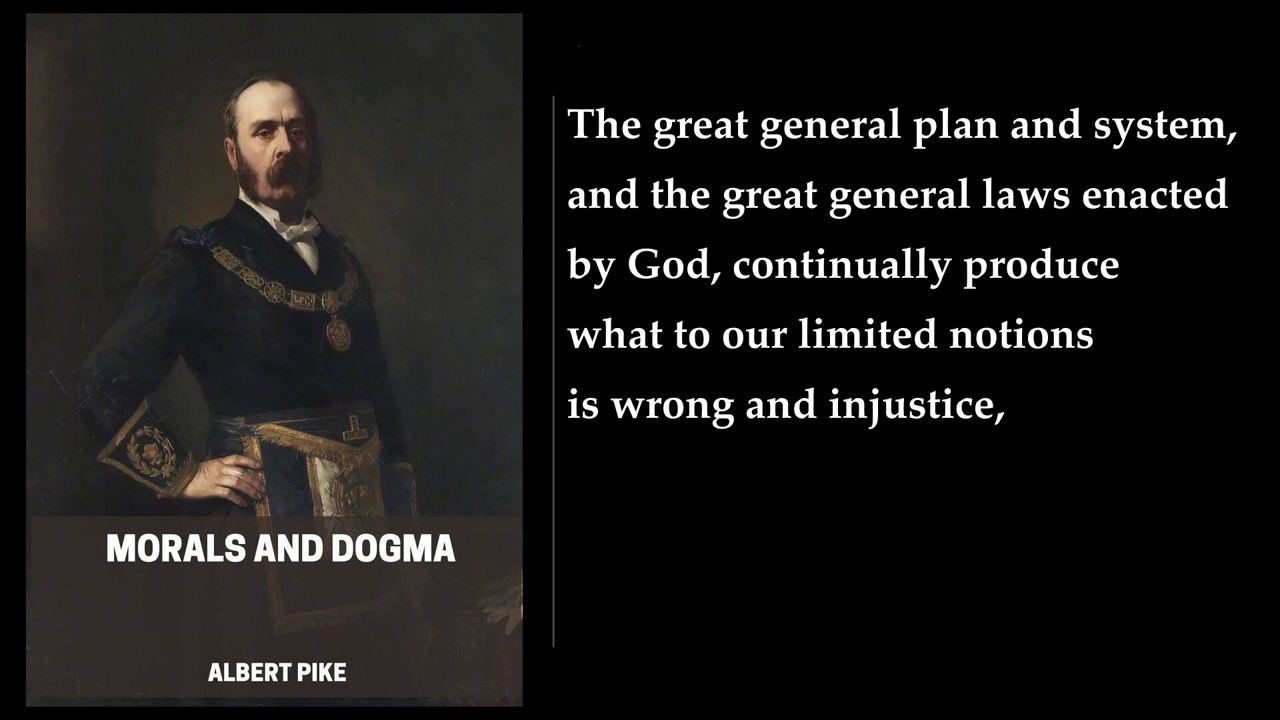 MORALS AND DOGMA
ALBERT PIKE
The great general plan and system,
and the great general laws enacted
by God, continually produce
what to our limited notions
is wrong and injustice,